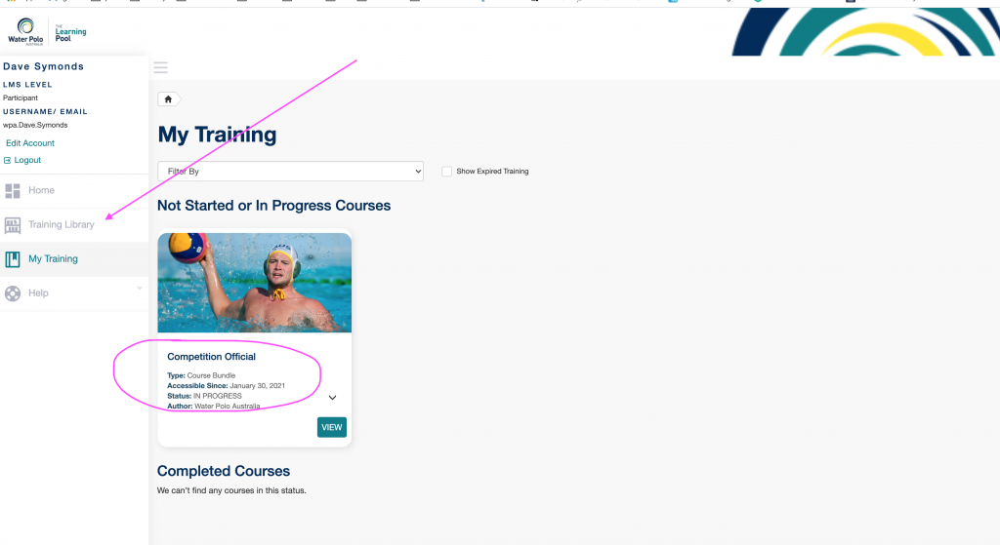 Water Polo
AUSTRALIA
THE
Learning
Pool
Dave Symonds
LMS LEVEL
Participant
USERNAME/ EMAIL
wpa.Dave.Symonds
Edit Account
Logout
Home
Training Library
My Training
Help
My Training
Filter By
Show Expired Training
Not Started or In Progress Courses
Competition Official
Type: Course Bundle
Accessible Since: January 30, 2021
Status: IN PROGRESS
Author: Water Polo Australia
VIEW
Completed Courses
We can't find any courses in this status.